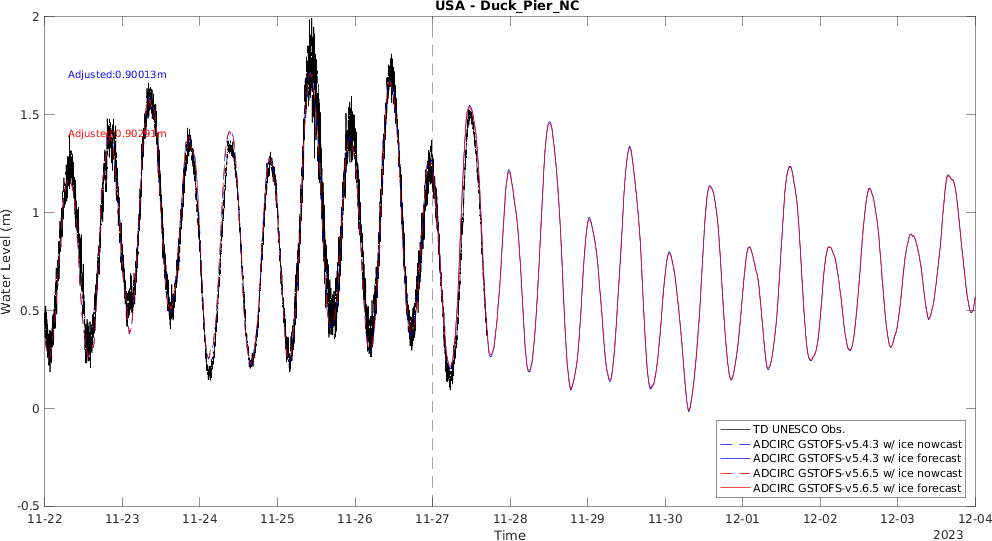 USA - Duck_Pier_NC
Water Level (m)
2
1.5
1
0.5
0
-0.5
Adjusted:0.90013m
Adjusted:0.90291m
TD UNESCO Obs.
ADCIRC GSTOFS-v5.4.3 w/ ice nowcast
ADCIRC GSTOFS-v5.4.3 w/ ice forecast
ADCIRC GSTOFS-v5.6.5 w/ ice nowcast
ADCIRC GSTOFS-v5.6.5 w/ ice forecast
11-22 11-23 11-24 11-25 11-26 11-27 11-28 11-29 11-30 12-01 12-02 12-03 12-04
Time
2023